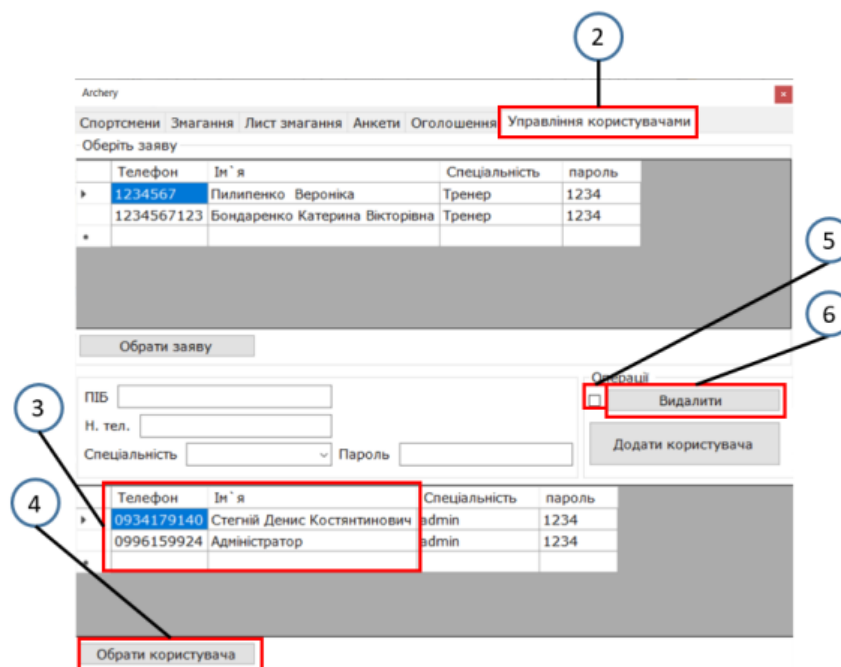 2
Archery
Спортсмени Змагання Лист змагання Анкети Оголошення Управління користувачами
Оберіть заяву
Телефон Ім`я Спеціальність пароль
1234567 Пилипенко Вероніка Тренер 1234
1234567123 Бондаренко Катерина Вікторівна Тренер 1234
5
6
Обрати заяву
Операції
ПІБ
Видалити
3
Н. тел.
Спеціальність Пароль
Додати користувача
4
Телефон Ім`я Спеціальність пароль
0934179140 Стегній Денис Костянтинович admin 1234
0996159924 Адміністратор admin 1234
Обрати користувача